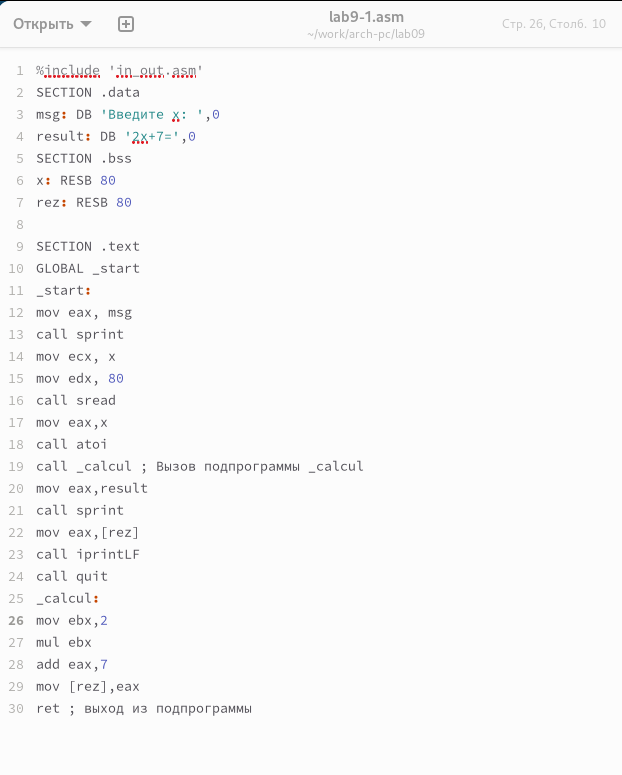 Открыть
lab9-1.asm
~/work/arch-pc/lab09
Стр. 26, Столб. 10
1 %include 'in_out.asm'
2 SECTION .data
3 msg: DB 'Введите x: ',0
4 result: DB '2x+7=',0
5 SECTION .bss
6 x: RESB 80
7 rez: RESB 80
8
9 SECTION .text
10 GLOBAL _start
11 _start:
12 mov eax, msg
13 call sprint
14 mov ecx, x
15 mov edx, 80
16 call sread
17 mov eax,x
18 call atoi
19 call _calcul ; Вызов подпрограммы _calcul
20 mov eax,result
21 call sprint
22 mov eax,[rez]
23 call iprintLF
24 call quit
25 _calcul:
26 mov ebx,2
27 mul ebx
28 add eax,7
29 mov [rez],eax
30 ret ; выход из подпрограммы